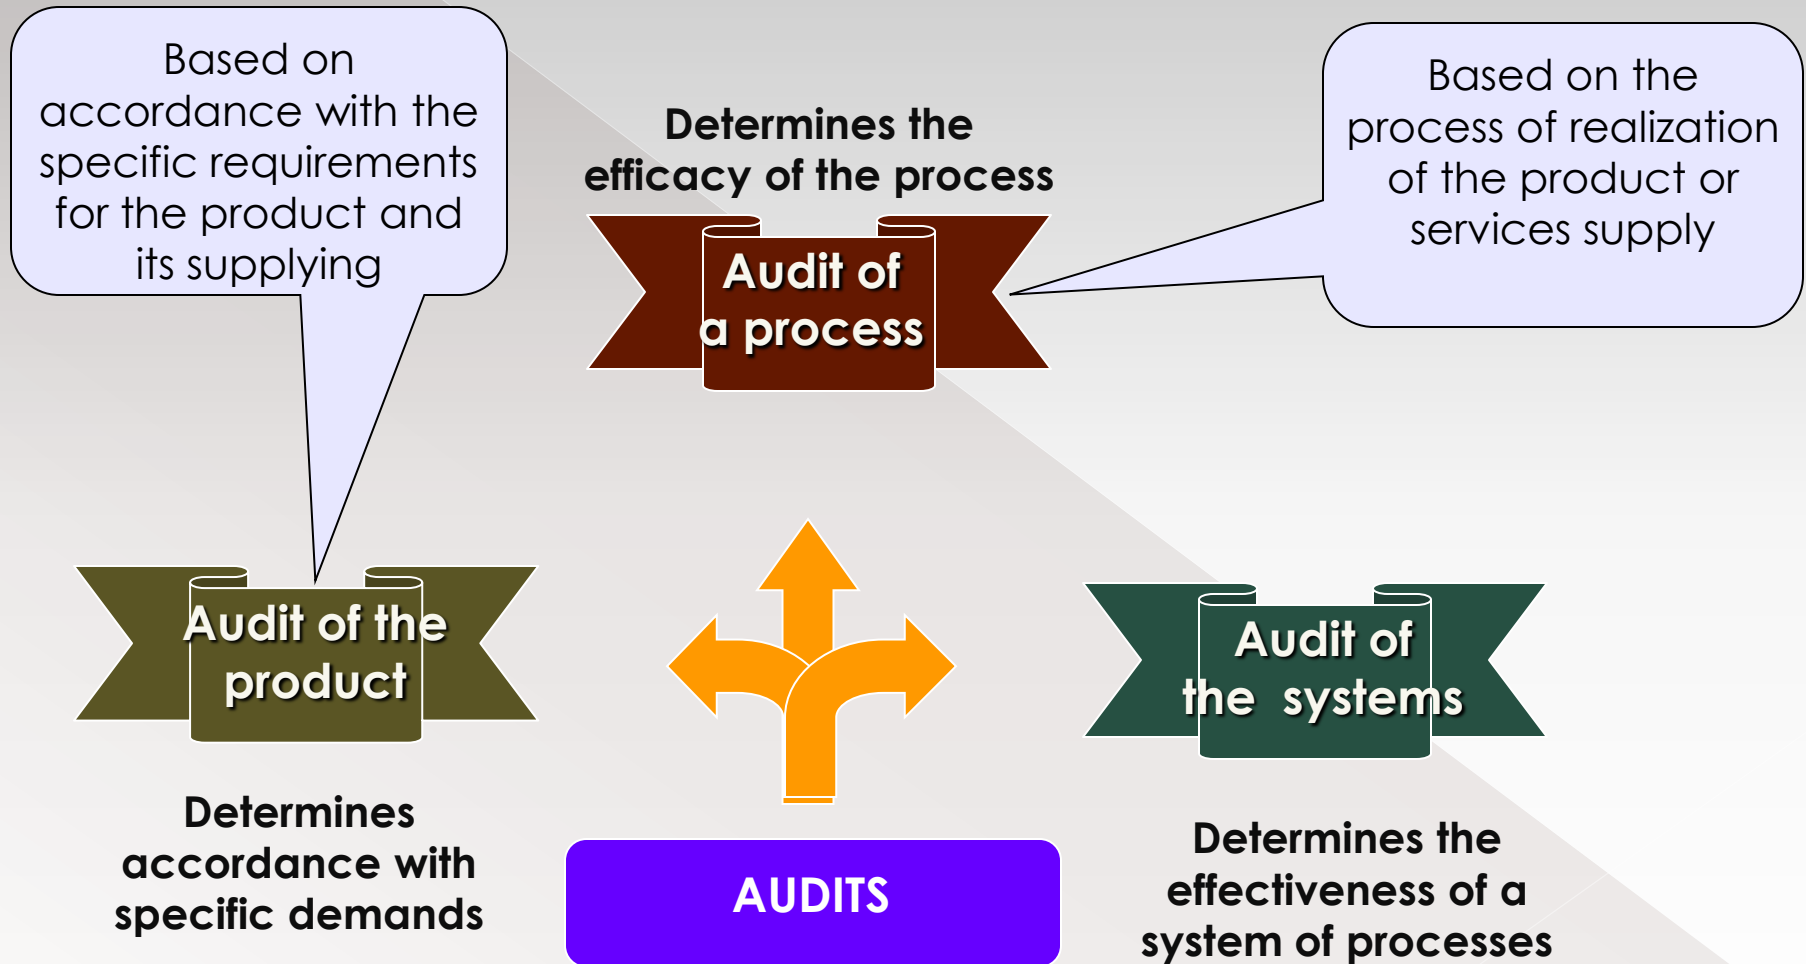 Based on
accordance with the
specific requirements
for the product and
its supplying
Determines the
efficacy of the process
Audit of
a process
Based on the
process of realization
of the product or
services supply
Audit of the
product
Determines
accordance with
specific demands
AUDITS
Audit of
the  systems
Determines the
effectiveness of a
system of processes